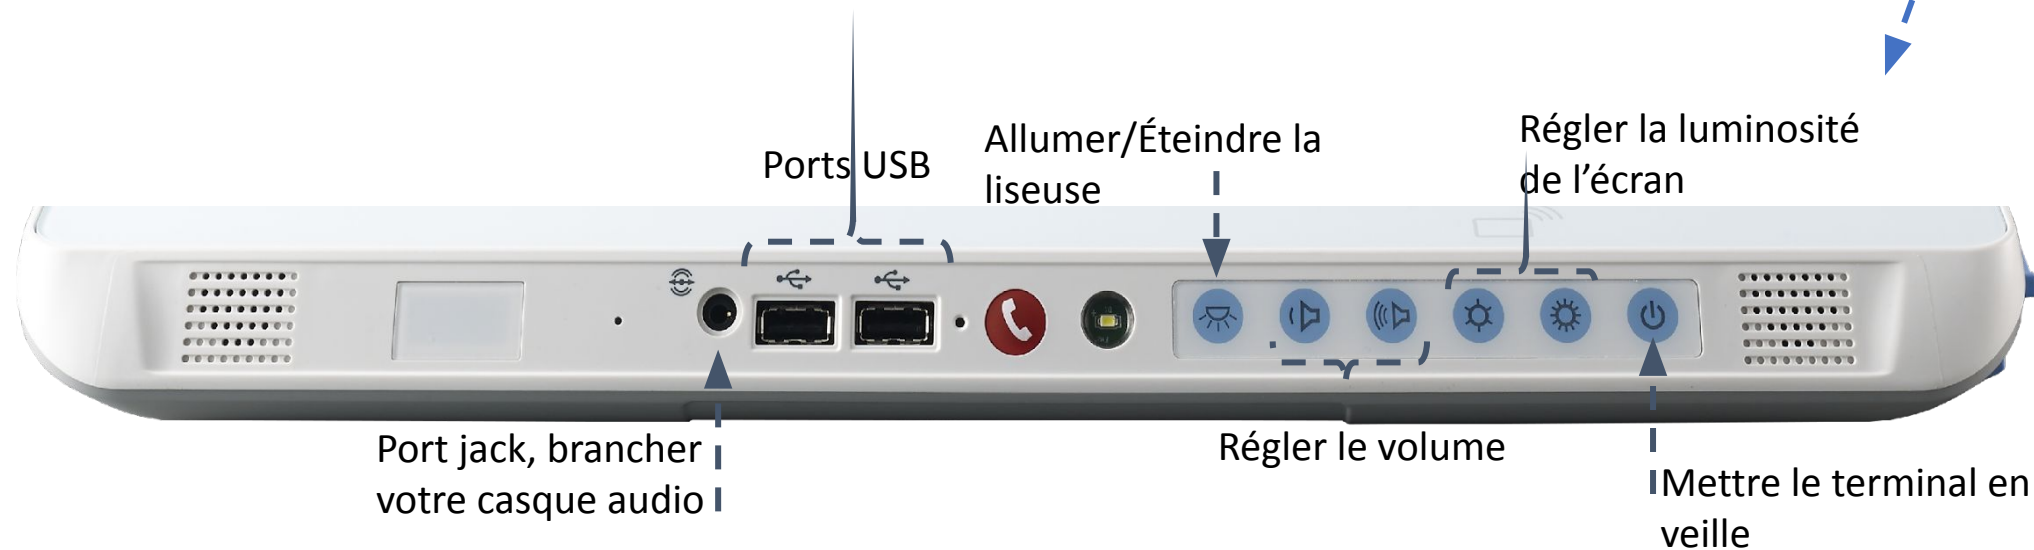 Ports USB
Allumer/Éteindre la
liseuse
Régler la luminosité
de l’écran
Port jack, brancher
votre casque audio
Régler le volume
Mettre le terminal en
veille